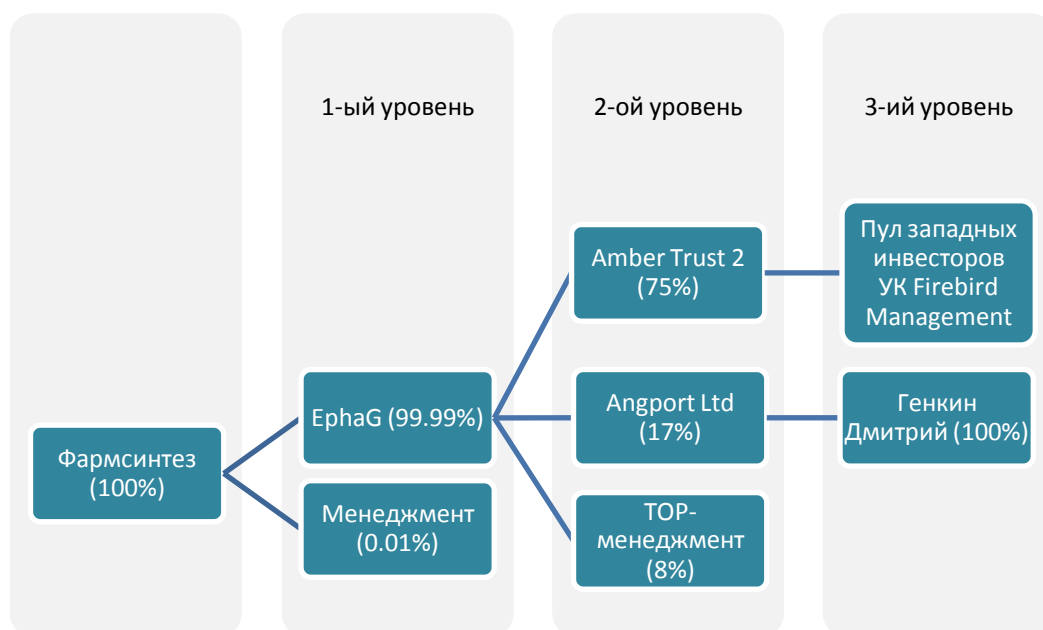 1-ый уровень
2-ой уровень
3-ий уровень
Фармсинтез
(100%)
EphaG (99.99%)
Менеджмент
(0.01%)
Amber Trust 2
(75%)
Angport Ltd
(17%)
TOP-
менеджмент
(8%)
Пул западных
инвесторов
УК Firebird
Management
Генкин
Дмитрий (100%)